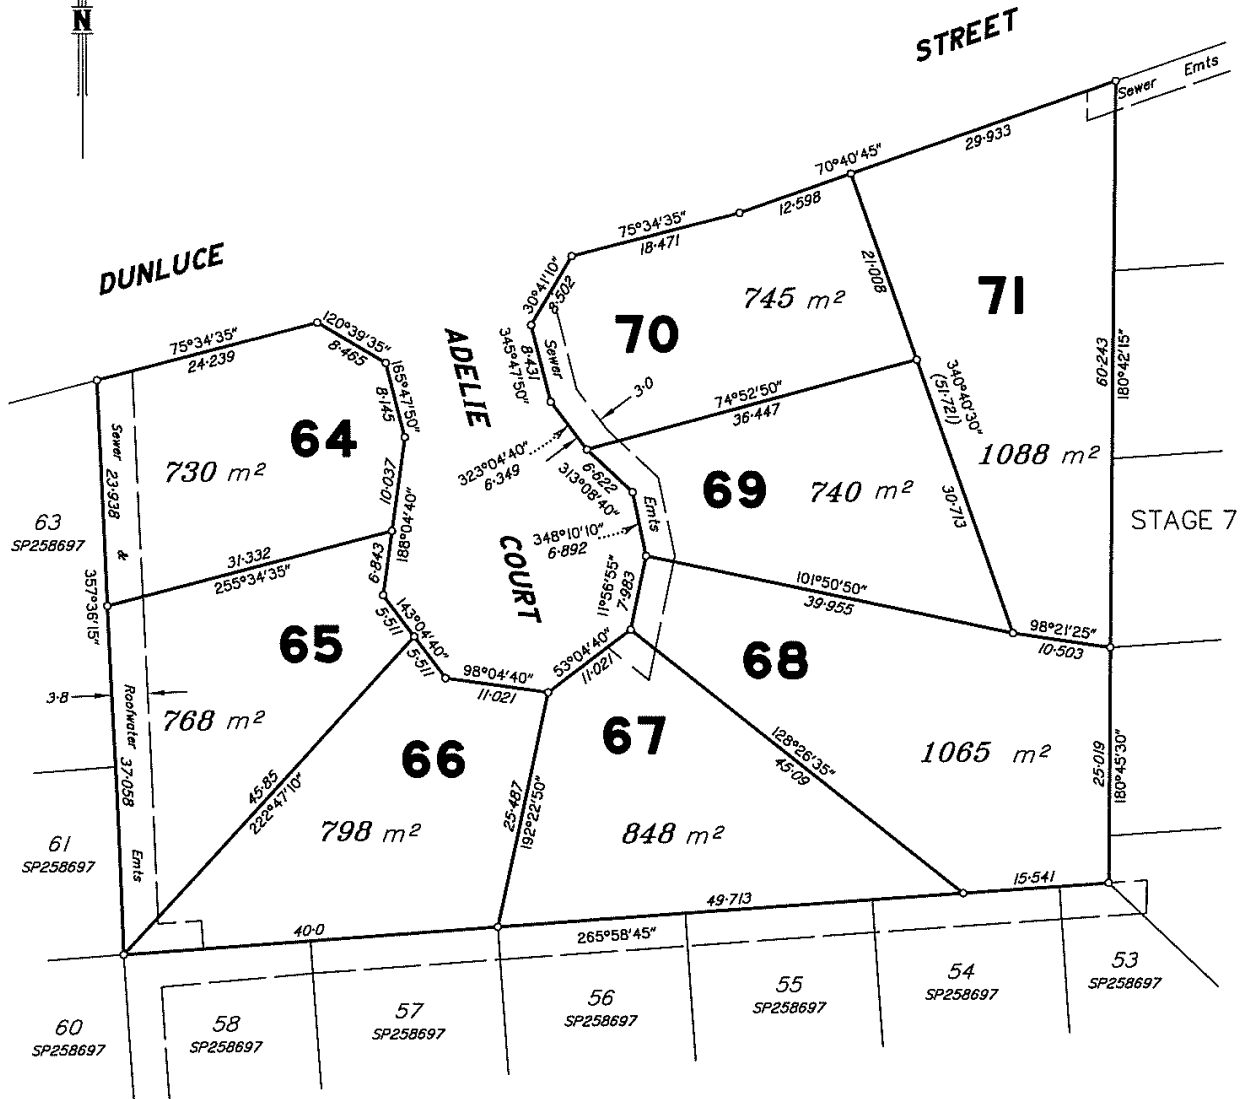 N
STREET
Sewer Emts
29·933
70°40'45"
12·598
75°34'35"
18·471
DUNLUCE
30°41'10"
8·502
21·008
71
745 m²
70
120°39'35"
8·465
75°34'35"
24·239
345°47'50"
8·431
Sewer
ADELIE
60·243
180°42'15"
165°47'50"
8·145
3·0
74°52'50"
36·447
340°40'30"
(51·721)
64
730 m²
Sewer 23·938
&
323°04'40"
6·349
6·622
313°08'40"
1088 m²
10·037
188°04'40"
69
740 m²
30·713
Emts
STAGE 7
63
SP258697
348°10'10"
6·892
COURT
31·332
255°34'35"
6·843
357°36'15"
11°56'55"
7·983
101°50'50"
39·955
98°21'25"
10·503
143°04'40"
5·511
5·511
65
68
98°04'40"
11·021
53°04'40"
11·021
3·8
Roofwater 37·058
Emts
768 m²
66
67
128°26'35"
45·09
1065 m²
25·019
180°45'30"
45·85
222°47'10"
25·487
192°22'50"
798 m²
848 m²
61
SP258697
15·541
49·713
40·0
265°58'45"
60
SP258697
58
SP258697
57
SP258697
56
SP258697
55
SP258697
54
SP258697
53
SP258697